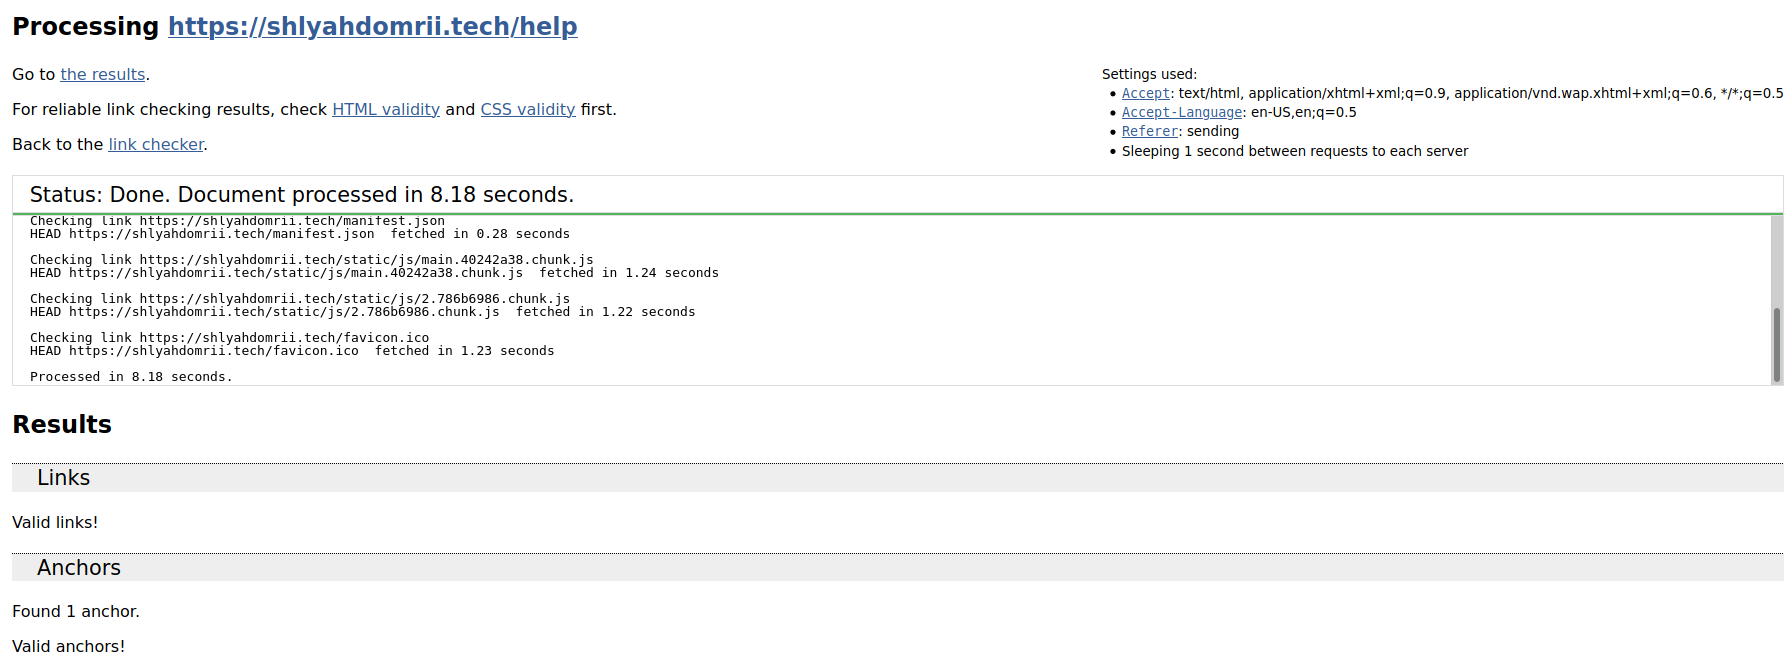 Processing https://shlyahdomrii.tech/help
Go to the results.
For reliable link checking results, check HTML validity and CSS validity first.
Back to the link checker.
Settings used:
• Accept: text/html, application/xhtml+xml;q=0.9, application/vnd.wap.xhtml+xml;q=0.6, */*;q=0.5
• Accept-Language: en-US,en;q=0.5
• Referer: sending
• Sleeping 1 second between requests to each server
Status: Done. Document processed in 8.18 seconds.
Checking link https://shlyahdomrii.tech/manifest.json
HEAD https://shlyahdomrii.tech/manifest.json  fetched in 0.28 seconds
Checking link https://shlyahdomrii.tech/static/js/main.40242a38.chunk.js
HEAD https://shlyahdomrii.tech/static/js/main.40242a38.chunk.js  fetched in 1.24 seconds
Checking link https://shlyahdomrii.tech/static/js/2.786b6986.chunk.js
HEAD https://shlyahdomrii.tech/static/js/2.786b6986.chunk.js  fetched in 1.22 seconds
Checking link https://shlyahdomrii.tech/favicon.ico
HEAD https://shlyahdomrii.tech/favicon.ico  fetched in 1.23 seconds
Processed in 8.18 seconds.
Results
Links
Valid links!
Anchors
Found 1 anchor.
Valid anchors!